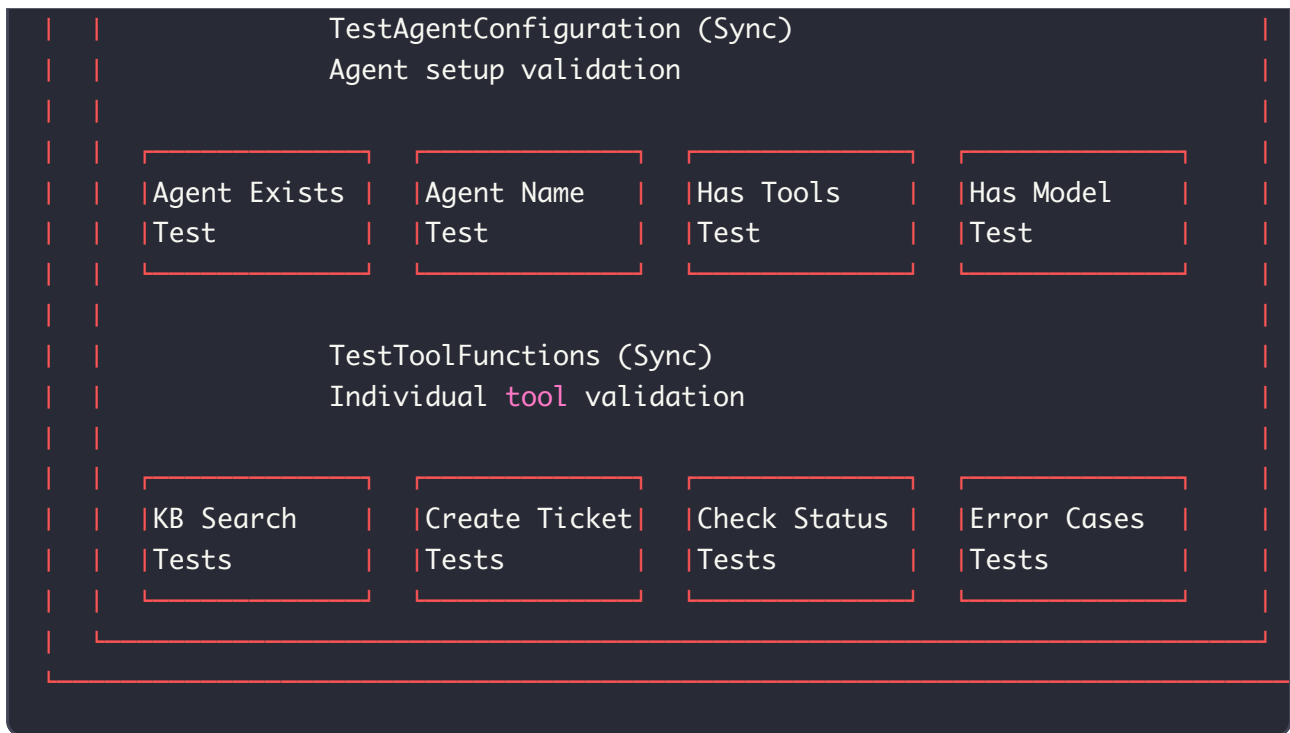 TestAgentConfiguration (Sync)
Agent setup validation
Agent Exists Agent Name Has Tools Has Model
Test Test Test Test
TestToolFunctions (Sync)
Individual tool validation
KB Search Create Ticket Check Status Error Cases
Tests Tests Tests Tests